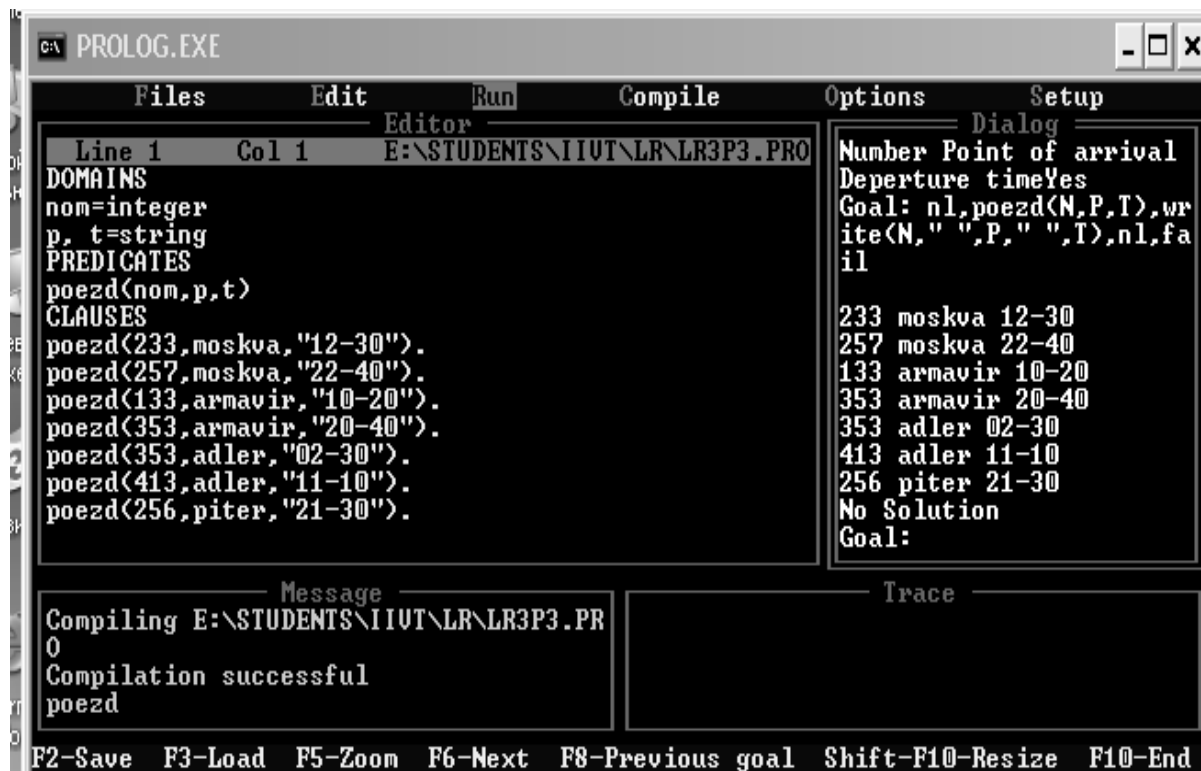 PROLOG.EXE
Files Edit Run Compile Options Setup
Editor
Line 1 Col 1 E:\STUDENTS\IIVT\LR\LR3P3.PRO
DOMAINS
nom=integer
p, t=string
PREDICATES
poezd(nom,p,t)
CLAUSES
poezd(233,moskva,"12-30").
poezd(257,moskva,"22-40").
poezd(133,armavir,"10-20").
poezd(353,armavir,"20-40").
poezd(353,adler,"02-30").
poezd(413,adler,"11-10").
poezd(256,piter,"21-30").
Dialog
Number Point of arrival
Deperture timeYes
Goal: nl,poezd(N,P,T),wr
ite(N," ",P," ",T),nl,fa
il
233 moskva 12-30
257 moskva 22-40
133 armavir 10-20
353 armavir 20-40
353 adler 02-30
413 adler 11-10
256 piter 21-30
No Solution
Goal:
Message
Compiling E:\STUDENTS\IIVT\LR\LR3P3.PR
O
Compilation successful
poezd
Trace
F2-Save F3-Load F5-Zoom F6-Next F8-Previous goal Shift-F10-Resize F10-End